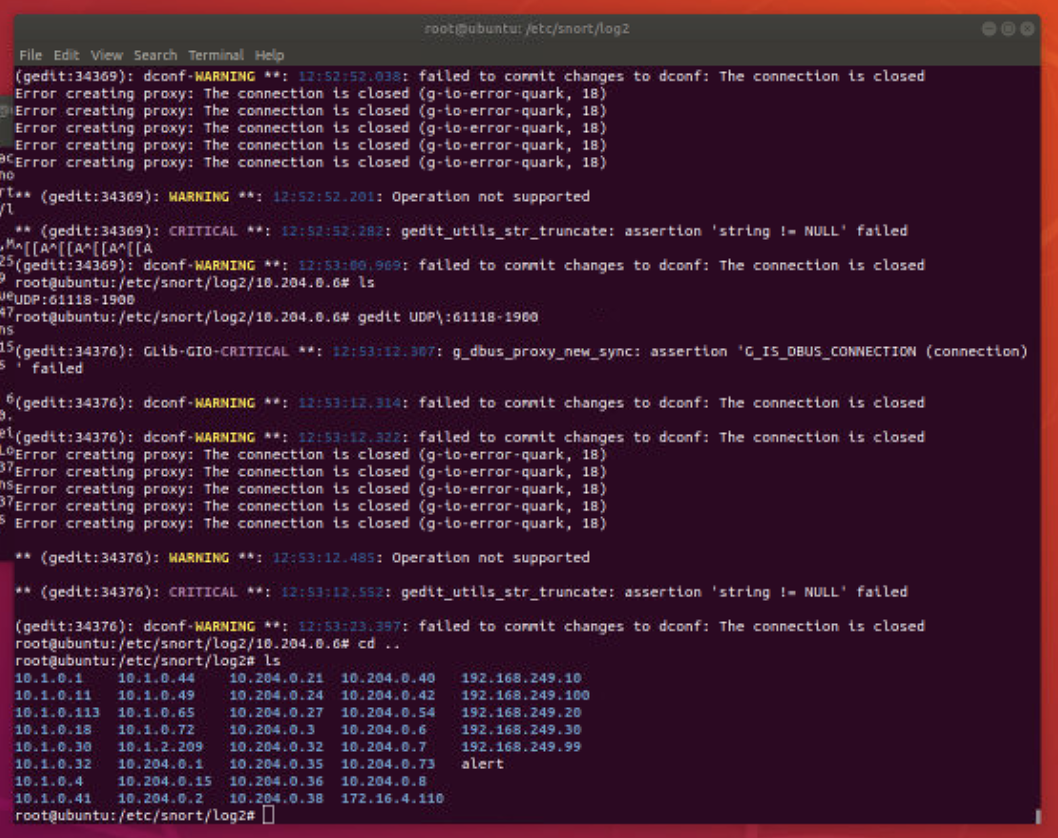 root@ubuntu: /etc/snort/log2
File Edit View Search Terminal Help
(gedit:34369): dconf-WARNING **: 12:52:52.038: failed to commit changes to dconf: The connection is closed
Error creating proxy: The connection is closed (g-io-error-quark, 18)
Error creating proxy: The connection is closed (g-io-error-quark, 18)
Error creating proxy: The connection is closed (g-io-error-quark, 18)
Error creating proxy: The connection is closed (g-io-error-quark, 18)
Error creating proxy: The connection is closed (g-io-error-quark, 18)
** (gedit:34369): WARNING **: 12:52:52.201: Operation not supported
** (gedit:34369): CRITICAL **: 12:52:52.282: gedit_utils_str_truncate: assertion 'string != NULL' failed
^[[A^[[A^[[A^[[A
(gedit:34369): dconf-WARNING **: 12:53:00.969: failed to commit changes to dconf: The connection is closed
root@ubuntu:/etc/snort/log2/10.204.0.6# ls
UDP:61118-1900
root@ubuntu:/etc/snort/log2/10.204.0.6# gedit UDP\:61118-1900
(gedit:34376): GLib-GIO-CRITICAL **: 12:53:12.307: g_dbus_proxy_new_sync: assertion 'G_IS_DBUS_CONNECTION (connection)
' failed
(gedit:34376): dconf-WARNING **: 12:53:12.314: failed to commit changes to dconf: The connection is closed
(gedit:34376): dconf-WARNING **: 12:53:12.322: failed to commit changes to dconf: The connection is closed
Error creating proxy: The connection is closed (g-io-error-quark, 18)
Error creating proxy: The connection is closed (g-io-error-quark, 18)
Error creating proxy: The connection is closed (g-io-error-quark, 18)
Error creating proxy: The connection is closed (g-io-error-quark, 18)
Error creating proxy: The connection is closed (g-io-error-quark, 18)
** (gedit:34376): WARNING **: 12:53:12.485: Operation not supported
** (gedit:34376): CRITICAL **: 12:53:12.552: gedit_utils_str_truncate: assertion 'string != NULL' failed
(gedit:34376): dconf-WARNING **: 12:53:23.397: failed to commit changes to dconf: The connection is closed
root@ubuntu:/etc/snort/log2/10.204.0.6# cd ..
root@ubuntu:/etc/snort/log2# ls
10.1.0.1 10.1.0.44 10.204.0.21 10.204.0.40 192.168.249.10
10.1.0.11 10.1.0.49 10.204.0.24 10.204.0.42 192.168.249.100
10.1.0.113 10.1.0.65 10.204.0.27 10.204.0.54 192.168.249.20
10.1.0.18 10.1.0.72 10.204.0.3 10.204.0.6 192.168.249.30
10.1.0.30 10.1.2.209 10.204.0.32 10.204.0.7 192.168.249.99
10.1.0.32 10.204.0.1 10.204.0.35 10.204.0.73 alert
10.1.0.4 10.204.0.15 10.204.0.36 10.204.0.8
10.1.0.41 10.204.0.2 10.204.0.38 172.16.4.110
root@ubuntu:/etc/snort/log2#